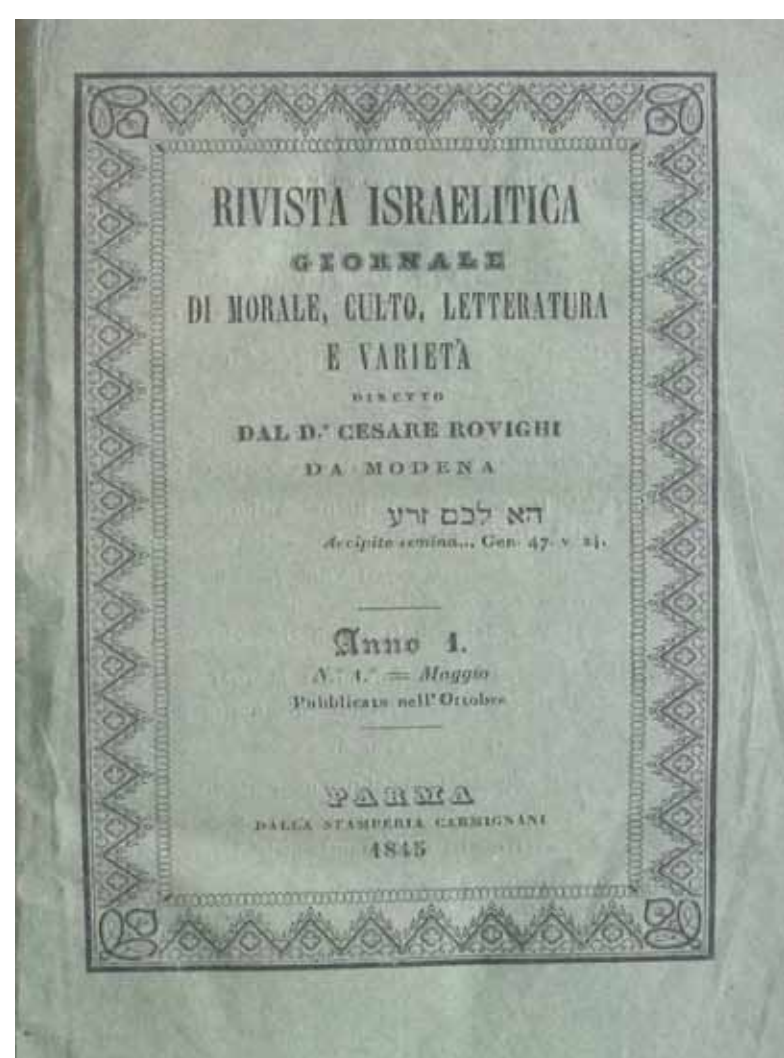 RIVISTA ISRAELITICA
GIORNALE
DI MORALE, CULTO, LETTERATURA
E VARIETÀ
DIRETTO
DAL D.r CESARE ROVIGHI
DA MODENA
הא לכם זרע
Accipite semina... Gen. 47. v. 24.
Anno 1.
N.° 1.° = Maggio
Pubblicato nell'Ottobre
PARMA
DALLA STAMPERIA CARMIGNANI
1845